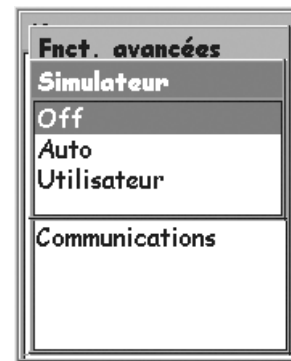 Fnct. avancées
Simulateur
Off
Auto
Utilisateur
Communications